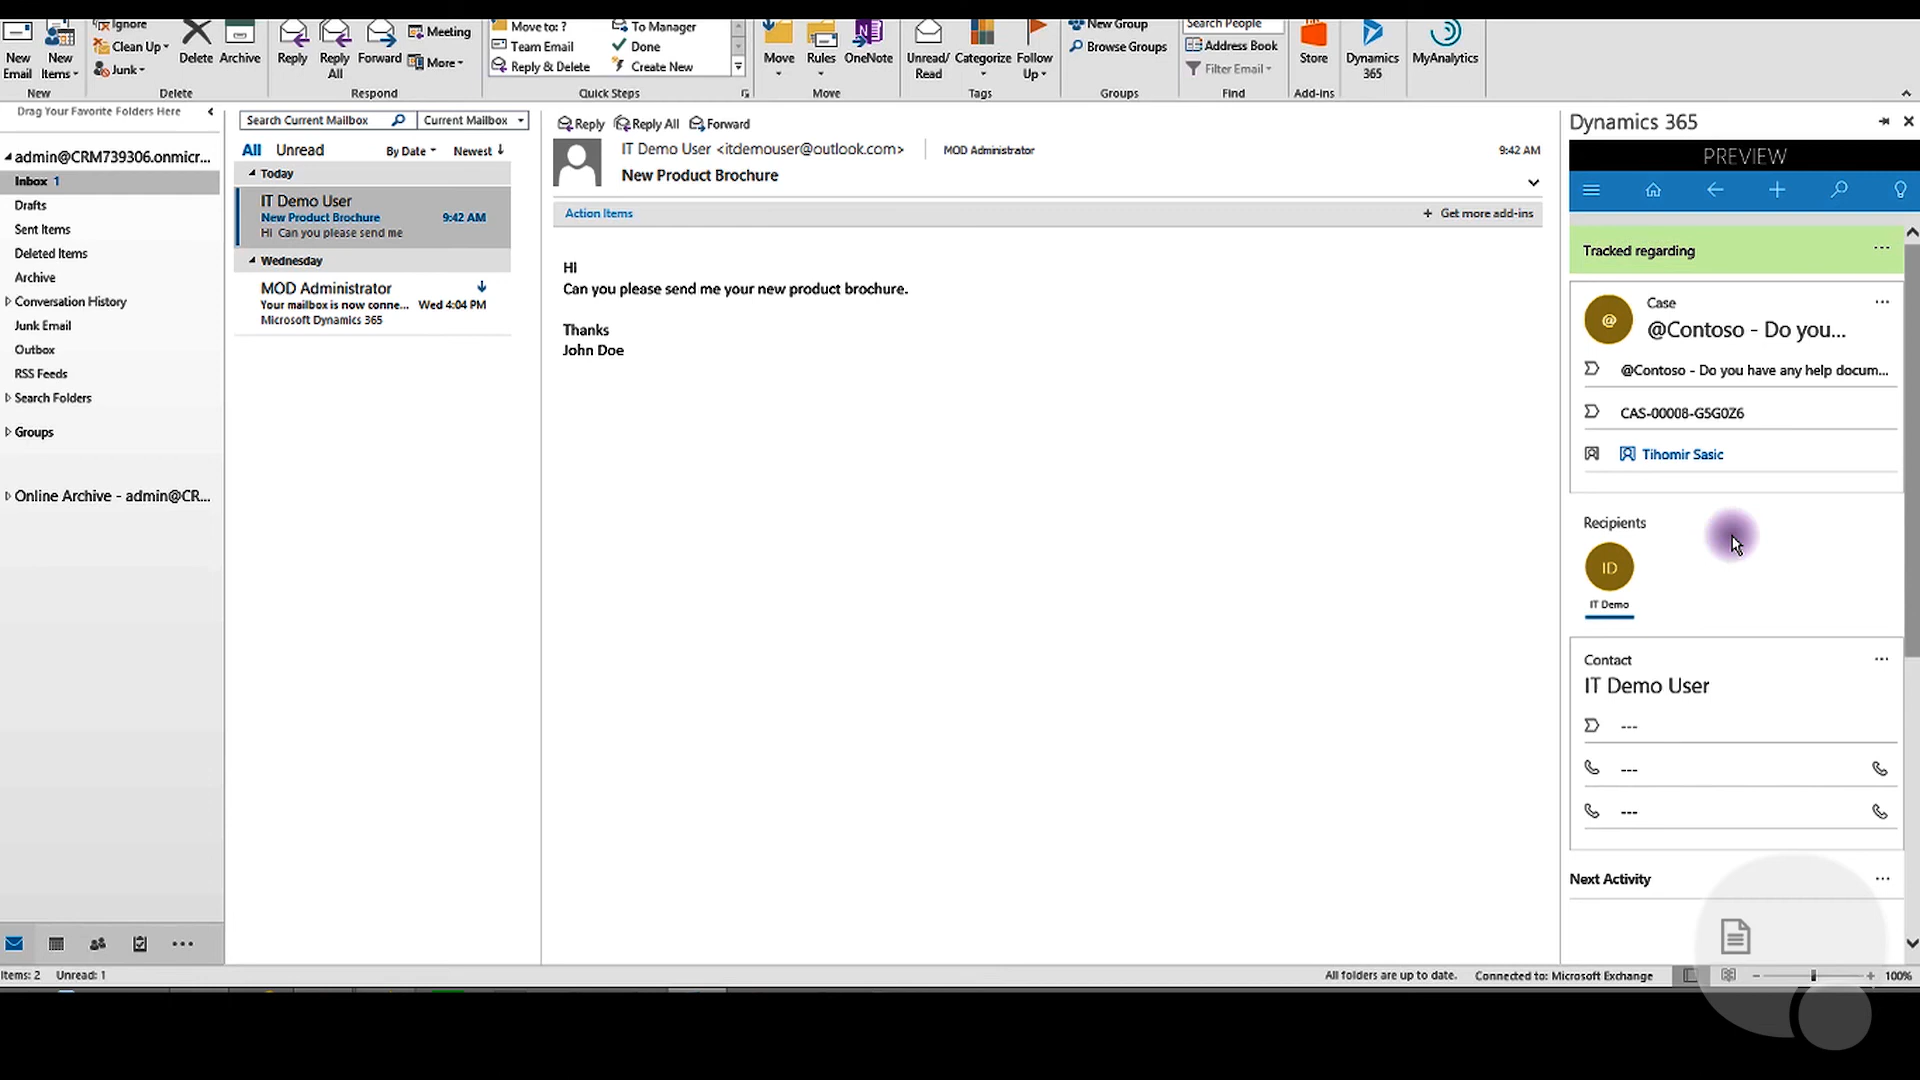 Ignore
Clean Up
Junk
New Email
New Items
Delete
Archive
Reply
Reply All
Forward
Meeting
More
Move to: ?
Team Email
Reply & Delete
To Manager
Done
Create New
Move
Rules
OneNote
Unread/ Read
Categorize
Follow Up
New Group
Browse Groups
Search People
Address Book
Filter Email
Store
Dynamics 365
MyAnalytics
New
Delete
Respond
Quick Steps
Move
Tags
Groups
Find
Add-ins
Drag Your Favorite Folders Here
admin@CRM739306.onmicr...
Inbox 1
Drafts
Sent Items
Deleted Items
Archive
Conversation History
Junk Email
Outbox
RSS Feeds
Search Folders
Groups
Online Archive - admin@CR...
Search Current Mailbox
Current Mailbox
All Unread
By Date Newest
Today
IT Demo User
New Product Brochure 9:42 AM
Hi Can you please send me
Wednesday
MOD Administrator
Your mailbox is now conne... Wed 4:04 PM
Microsoft Dynamics 365
Reply Reply All Forward
IT Demo User <itdemouser@outlook.com> MOD Administrator 9:42 AM
New Product Brochure
Action Items + Get more add-ins
HI
Can you please send me your new product brochure.
Thanks
John Doe
Dynamics 365
PREVIEW
Tracked regarding
Case
@
@Contoso - Do you...
@Contoso - Do you have any help docum...
CAS-00008-G5G0Z6
Tihomir Sasic
Recipients
ID
IT Demo
Contact
IT Demo User
---
---
---
Next Activity
Items: 2 Unread: 1
All folders are up to date. Connected to: Microsoft Exchange 100%